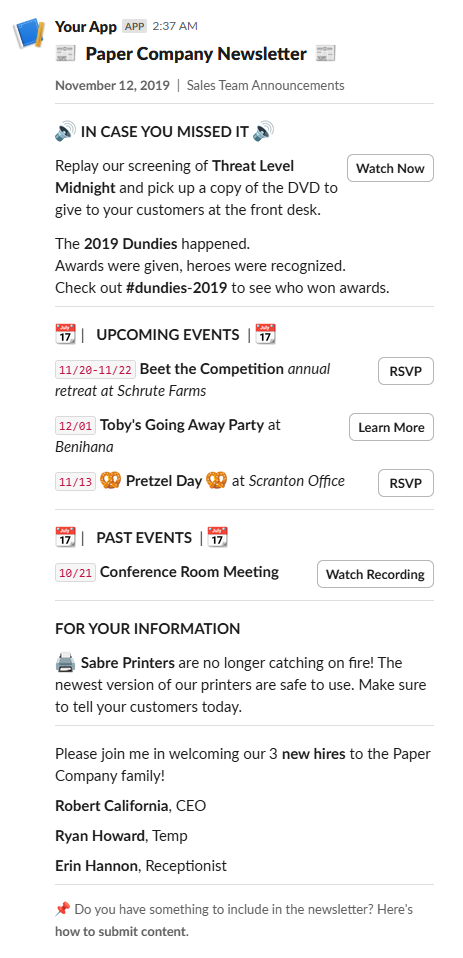 Your App APP 2:37 AM
Paper Company Newsletter
November 12, 2019 | Sales Team Announcements
IN CASE YOU MISSED IT
Replay our screening of Threat Level
Midnight and pick up a copy of the DVD to
give to your customers at the front desk.
Watch Now
The 2019 Dundies happened.
Awards were given, heroes were recognized.
Check out #dundies-2019 to see who won awards.
| UPCOMING EVENTS |
11/20-11/22 Beet the Competition annual
retreat at Schrute Farms
RSVP
12/01 Toby's Going Away Party at
Benihana
Learn More
11/13 Pretzel Day at Scranton Office
RSVP
| PAST EVENTS |
10/21 Conference Room Meeting
Watch Recording
FOR YOUR INFORMATION
Sabre Printers are no longer catching on fire! The
newest version of our printers are safe to use. Make sure
to tell your customers today.
Please join me in welcoming our 3 new hires to the Paper
Company family!
Robert California, CEO
Ryan Howard, Temp
Erin Hannon, Receptionist
Do you have something to include in the newsletter? Here's
how to submit content.